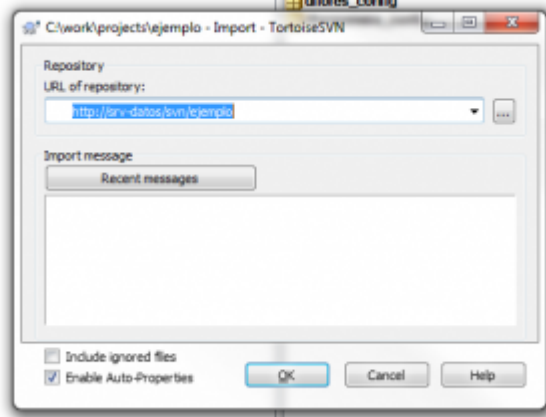 C:\work\projects\ejemplo - Import - TortoiseSVN
Repository
URL of repository:
http://srv-datos/svn/ejemplo
...
Import message
Recent messages
Include ignored files
Enable Auto-Properties
OK
Cancel
Help